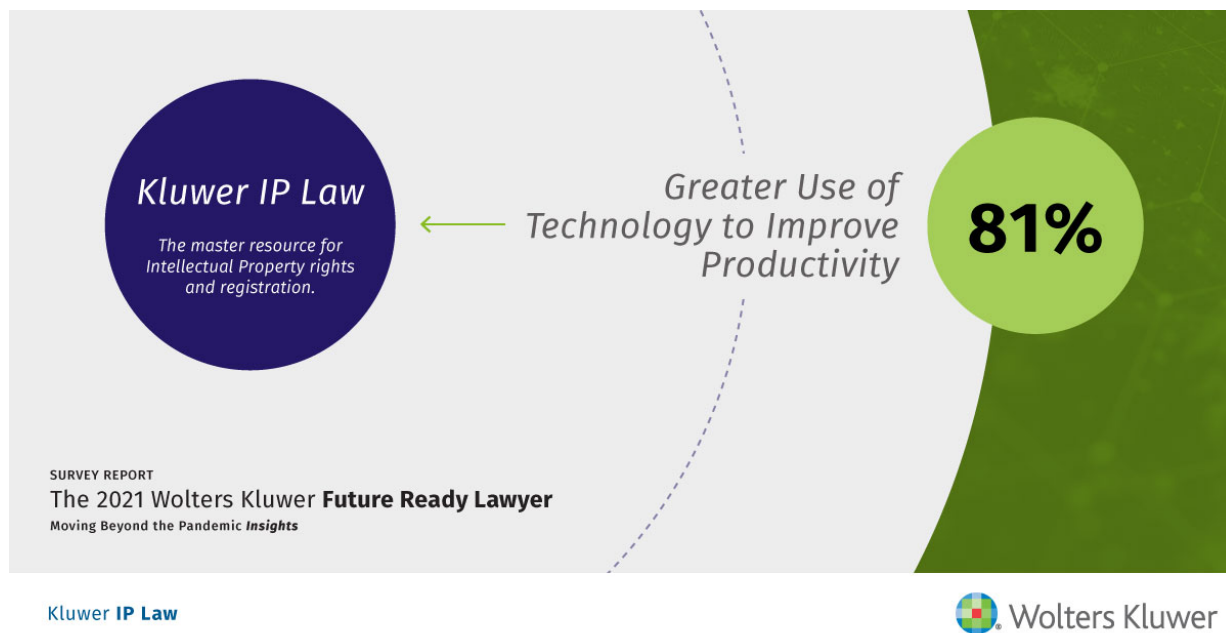 Kluwer IP Law
The master resource for
Intellectual Property rights
and registration.
Greater Use of
Technology to Improve
Productivity
81%
SURVEY REPORT
The 2021 Wolters Kluwer Future Ready Lawyer
Moving Beyond the Pandemic Insights
Kluwer IP Law
Wolters Kluwer